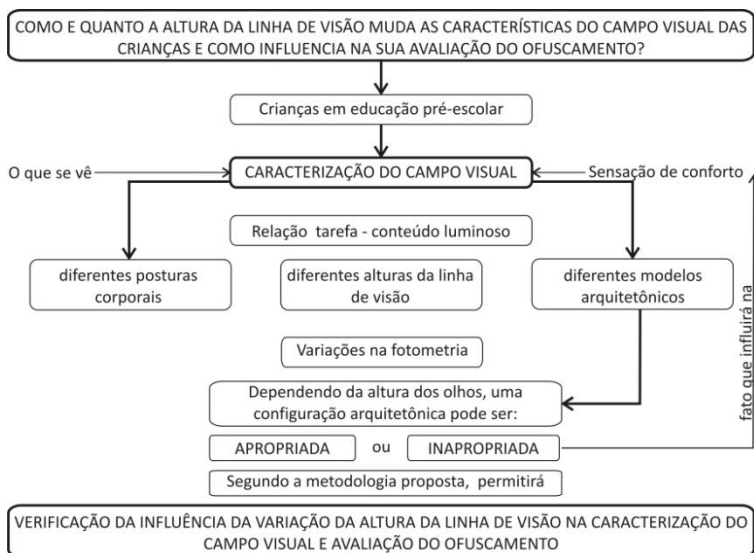 COMO E QUANTO A ALTURA DA LINHA DE VISÃO MUDA AS CARACTERÍSTICAS DO CAMPO VISUAL DAS
CRIANÇAS E COMO INFLUENCIA NA SUA AVALIAÇÃO DO OFUSCAMENTO?
Crianças em educação pré-escolar
O que se vê
CARACTERIZAÇÃO DO CAMPO VISUAL
Sensação de conforto
Relação tarefa - conteúdo luminoso
diferentes posturas
corporais
diferentes alturas da linha
de visão
diferentes modelos
arquitetônicos
Variações na fotometria
fato que influirá na
Dependendo da altura dos olhos, uma
configuração arquitetônica pode ser:
APROPRIADA ou INAPROPRIADA
Segundo a metodologia proposta, permitirá
VERIFICAÇÃO DA INFLUÊNCIA DA VARIAÇÃO DA ALTURA DA LINHA DE VISÃO NA CARACTERIZAÇÃO DO
CAMPO VISUAL E AVALIAÇÃO DO OFUSCAMENTO